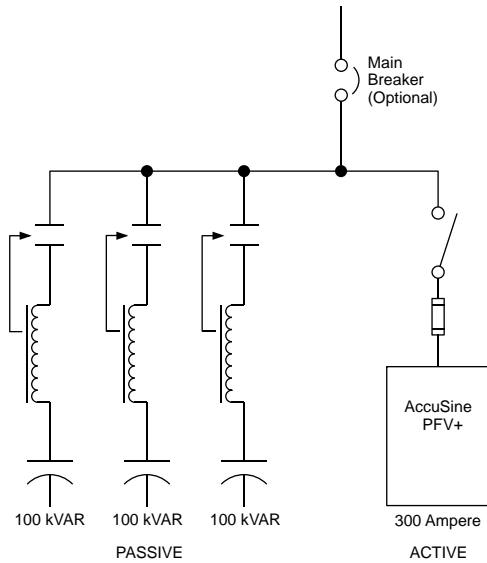 Main
Breaker
(Optional)
AccuSine
PFV+
100 kVAR
100 kVAR
100 kVAR
300 Ampere
PASSIVE
ACTIVE